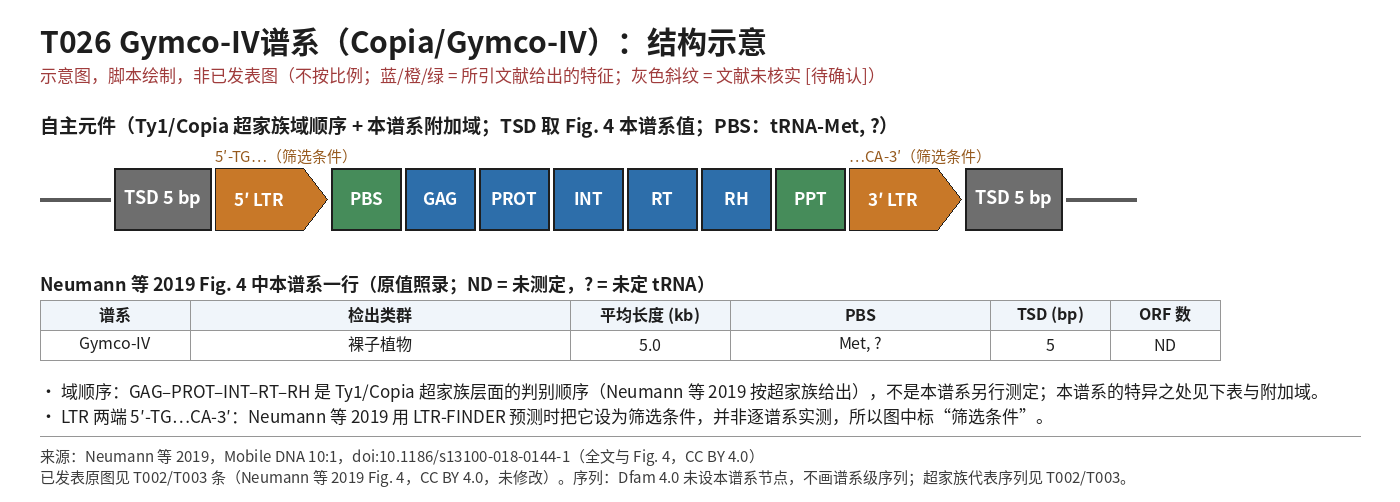 T026 Gymco-IV谱系（Copia/Gymco-IV）：结构示意
示意图，脚本绘制，非已发表图（不按比例；蓝/橙/绿 = 所引文献给出的特征；灰色斜纹 = 文献未核实 [待确认]）
自主元件（Ty1/Copia 超家族域顺序 + 本谱系附加域；TSD 取 Fig. 4 本谱系值；PBS：tRNA-Met, ?）
5′-TG…（筛选条件） …CA-3′（筛选条件）
TSD 5 bp 5′ LTR PBS GAG PROT INT RT RH PPT 3′ LTR TSD 5 bp
Neumann 等 2019 Fig. 4 中本谱系一行（原值照录；ND = 未测定，? = 未定 tRNA）
谱系 检出类群 平均长度 (kb) PBS TSD (bp) ORF 数
Gymco-IV 裸子植物 5.0 Met, ? 5 ND
・ 域顺序：GAG–PROT–INT–RT–RH 是 Ty1/Copia 超家族层面的判别顺序（Neumann 等 2019 按超家族给出），不是本谱系另行测定；本谱系的特异之处见下表与附加域。
・ LTR 两端 5′-TG…CA-3′：Neumann 等 2019 用 LTR-FINDER 预测时把它设为筛选条件，并非逐谱系实测，所以图中标“筛选条件”。
来源：Neumann 等 2019，Mobile DNA 10:1，doi:10.1186/s13100-018-0144-1（全文与 Fig. 4，CC BY 4.0）
已发表原图见 T002/T003 条（Neumann 等 2019 Fig. 4，CC BY 4.0，未修改）。序列：Dfam 4.0 未设本谱系节点，不画谱系级序列；超家族代表序列见 T002/T003。